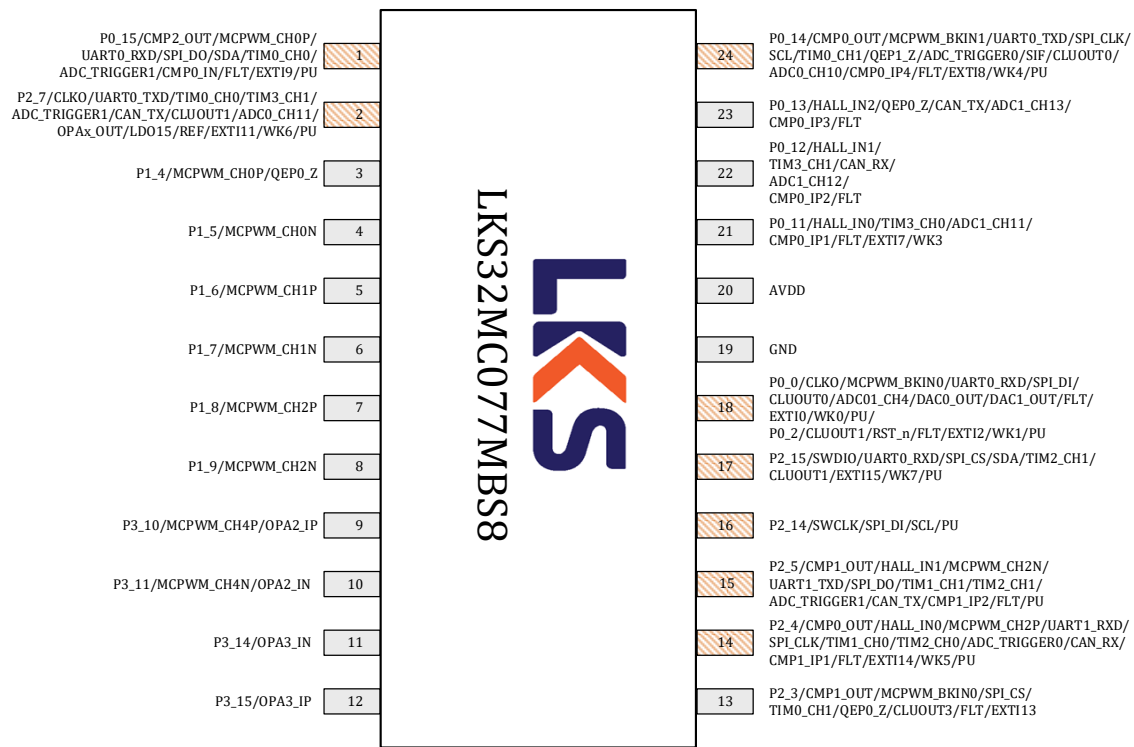 P0_15/CMP2_OUT/MCPWM_CH0P/
UART0_RXD/SPI_DO/SDA/TIM0_CH0/
ADC_TRIGGER1/CMP0_IN/FLT/EXTI9/PU
1
P2_7/CLKO/UART0_TXD/TIM0_CH0/TIM3_CH1/
ADC_TRIGGER1/CAN_TX/CLUOUT1/ADC0_CH11/
OPAx_OUT/LDO15/REF/EXTI11/WK6/PU
2
P1_4/MCPWM_CH0P/QEP0_Z
3
P1_5/MCPWM_CH0N
4
P1_6/MCPWM_CH1P
5
P1_7/MCPWM_CH1N
6
P1_8/MCPWM_CH2P
7
P1_9/MCPWM_CH2N
8
P3_10/MCPWM_CH4P/OPA2_IP
9
P3_11/MCPWM_CH4N/OPA2_IN
10
P3_14/OPA3_IN
11
P3_15/OPA3_IP
12
LKS32MC077MBS8
LKS
24
P0_14/CMP0_OUT/MCPWM_BKIN1/UART0_TXD/SPI_CLK/
SCL/TIM0_CH1/QEP1_Z/ADC_TRIGGER0/SIF/CLUOUT0/
ADC0_CH10/CMP0_IP4/FLT/EXTI8/WK4/PU
23
P0_13/HALL_IN2/QEP0_Z/CAN_TX/ADC1_CH13/
CMP0_IP3/FLT
22
P0_12/HALL_IN1/
TIM3_CH1/CAN_RX/
ADC1_CH12/
CMP0_IP2/FLT
21
P0_11/HALL_IN0/TIM3_CH0/ADC1_CH11/
CMP0_IP1/FLT/EXTI7/WK3
20
AVDD
19
GND
18
P0_0/CLKO/MCPWM_BKIN0/UART0_RXD/SPI_DI/
CLUOUT0/ADC01_CH4/DAC0_OUT/DAC1_OUT/FLT/
EXTI0/WK0/PU/
P0_2/CLUOUT1/RST_n/FLT/EXTI2/WK1/PU
17
P2_15/SWDIO/UART0_RXD/SPI_CS/SDA/TIM2_CH1/
CLUOUT1/EXTI15/WK7/PU
16
P2_14/SWCLK/SPI_DI/SCL/PU
15
P2_5/CMP1_OUT/HALL_IN1/MCPWM_CH2N/
UART1_TXD/SPI_DO/TIM1_CH1/TIM2_CH1/
ADC_TRIGGER1/CAN_TX/CMP1_IP2/FLT/PU
14
P2_4/CMP0_OUT/HALL_IN0/MCPWM_CH2P/UART1_RXD/
SPI_CLK/TIM1_CH0/TIM2_CH0/ADC_TRIGGER0/CAN_RX/
CMP1_IP1/FLT/EXTI14/WK5/PU
13
P2_3/CMP1_OUT/MCPWM_BKIN0/SPI_CS/
TIM0_CH1/QEP0_Z/CLUOUT3/FLT/EXTI13